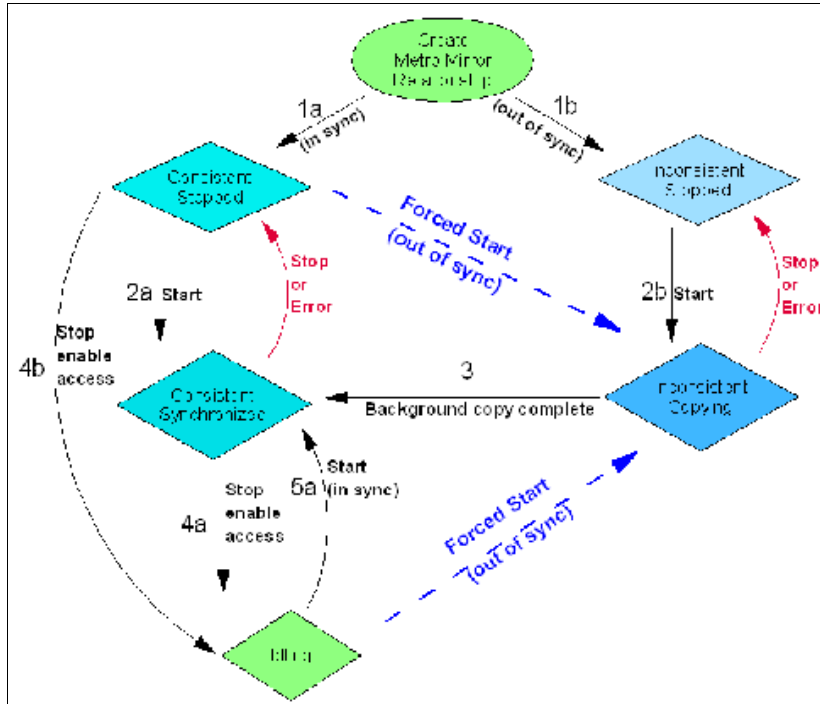 Create
Metro Mirror
Relationship
1a
(in sync)
1b
(out of sync)
Consistent
Stopped
Inconsistent
Stopped
Forced Start
(out of sync)
Stop
or
Error
2a Start
2b Start
Stop
or
Error
4b
Stop
enable
access
3
Background copy complete
Consistent
Synchronized
Inconsistent
Copying
5a
Start
(in sync)
4a
Stop
enable
access
Forced Start
(out of sync)
Idling